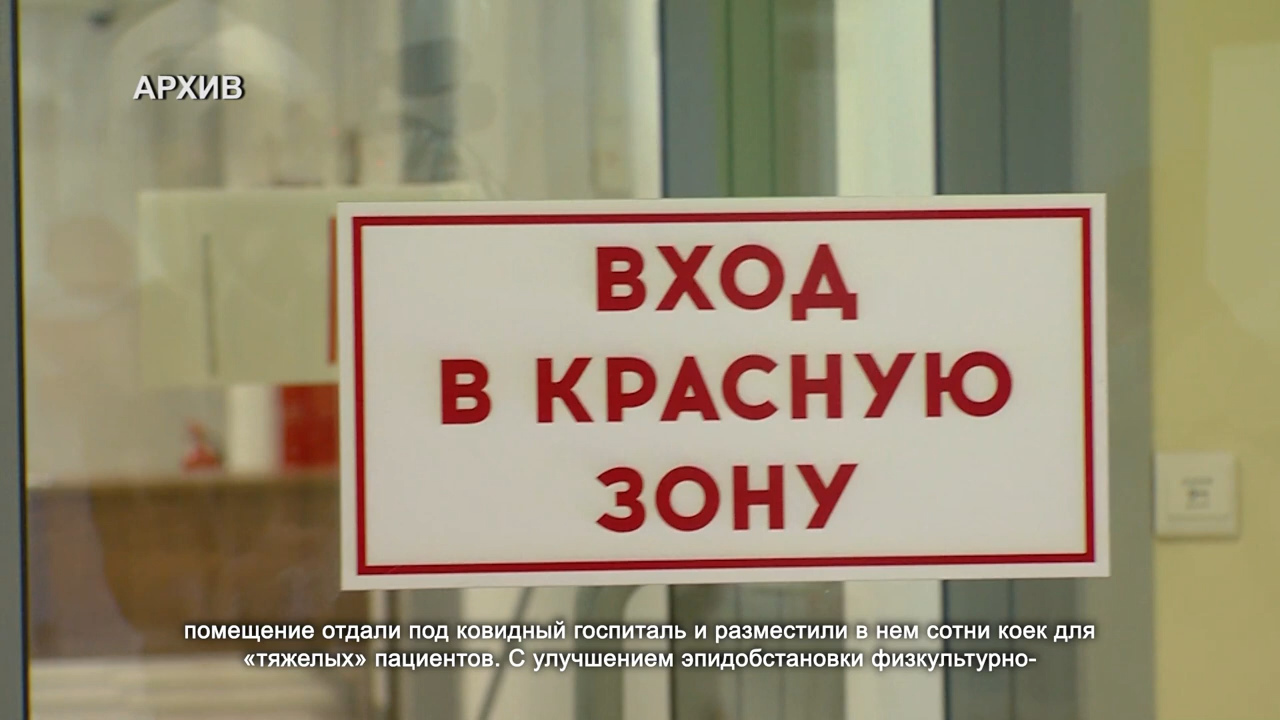 АРХИВ
ВХОД
В КРАСНУЮ
ЗОНУ
помещение отдали под ковидный госпиталь и разместили в нем сотни коек для
«тяжелых» пациентов. С улучшением эпидобстановки физкультурно-